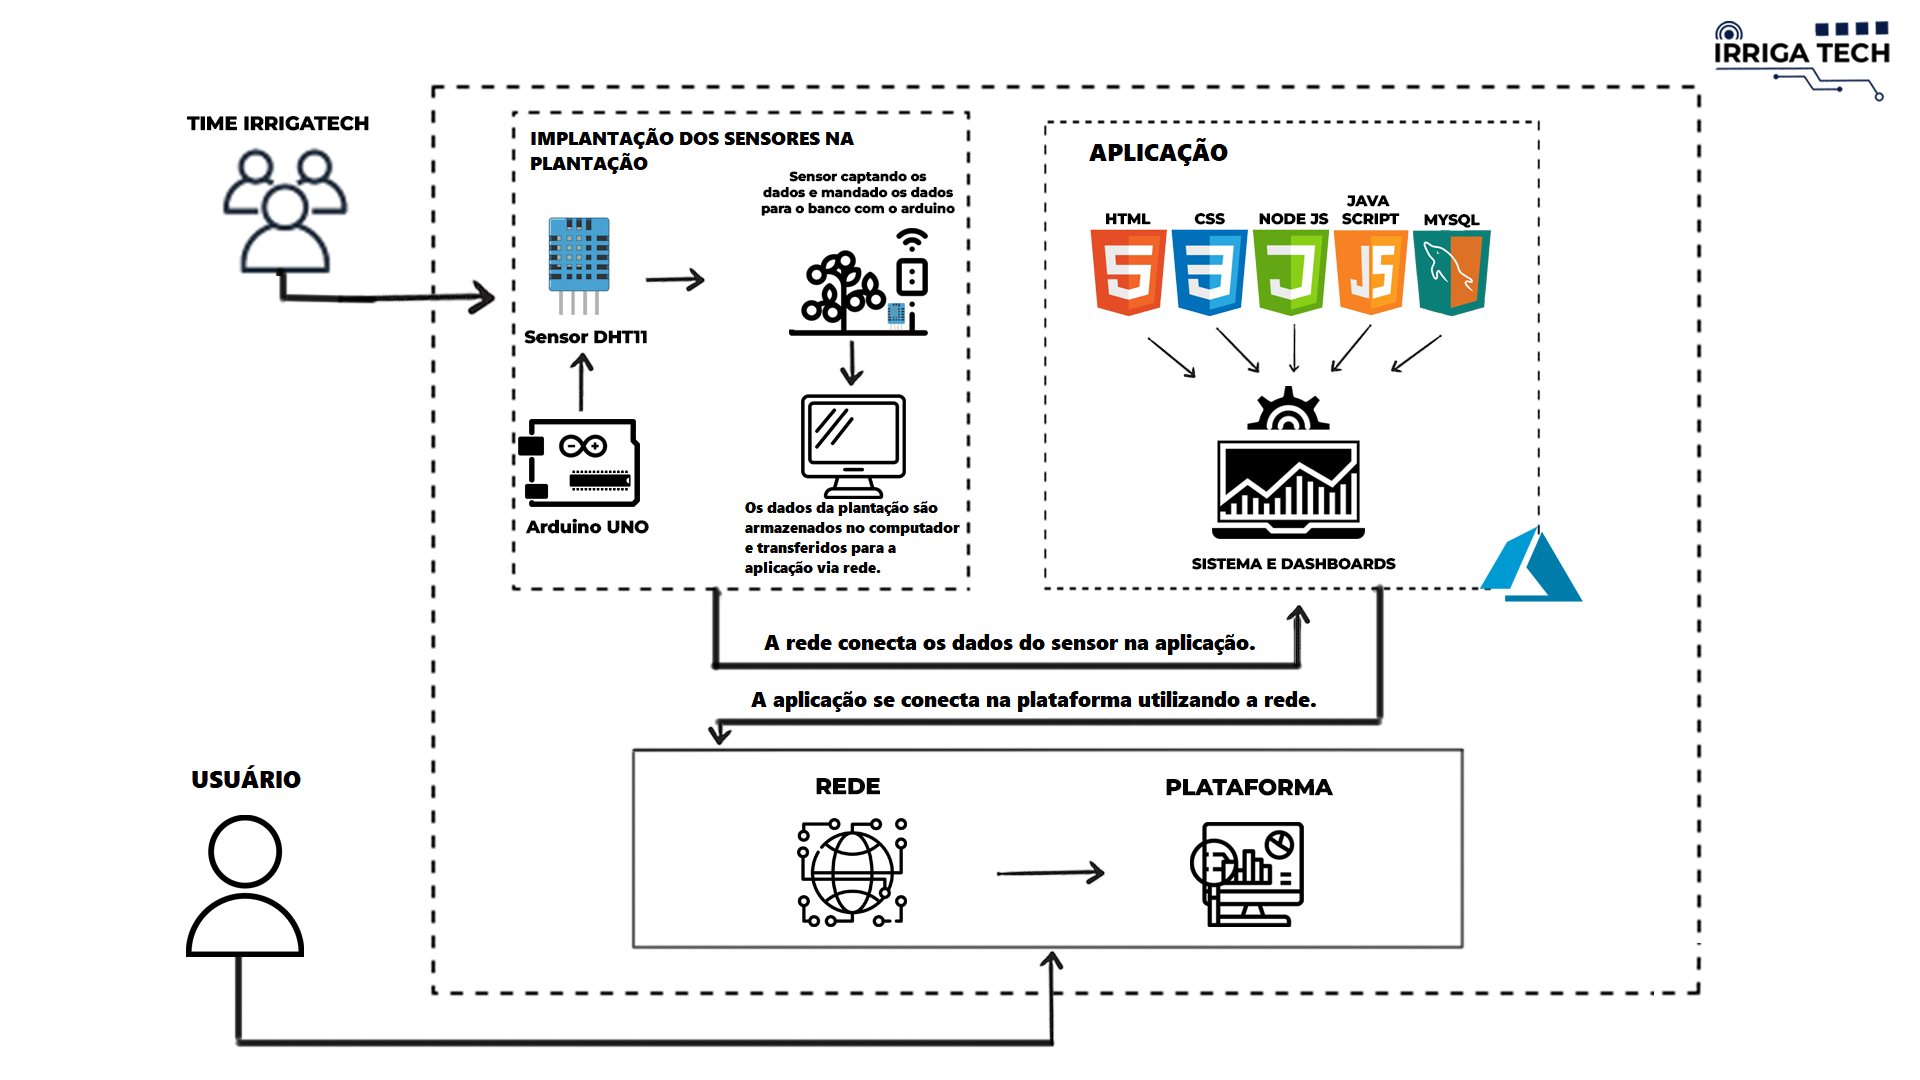 IRRIGA TECH
TIME IRRIGATECH
IMPLANTAÇÃO DOS SENSORES NA
PLANTAÇÃO
Sensor captando os
dados e mandado os dados
para o banco com o arduino
Sensor DHT11
Arduino UNO
Os dados da plantação são
armazenados no computador
e transferidos para a
aplicação via rede.
APLICAÇÃO
HTML
CSS
NODE JS
JAVA
SCRIPT
MYSQL
5
3
JS
SISTEMA E DASHBOARDS
A rede conecta os dados do sensor na aplicação.
A aplicação se conecta na plataforma utilizando a rede.
USUÁRIO
REDE
PLATAFORMA